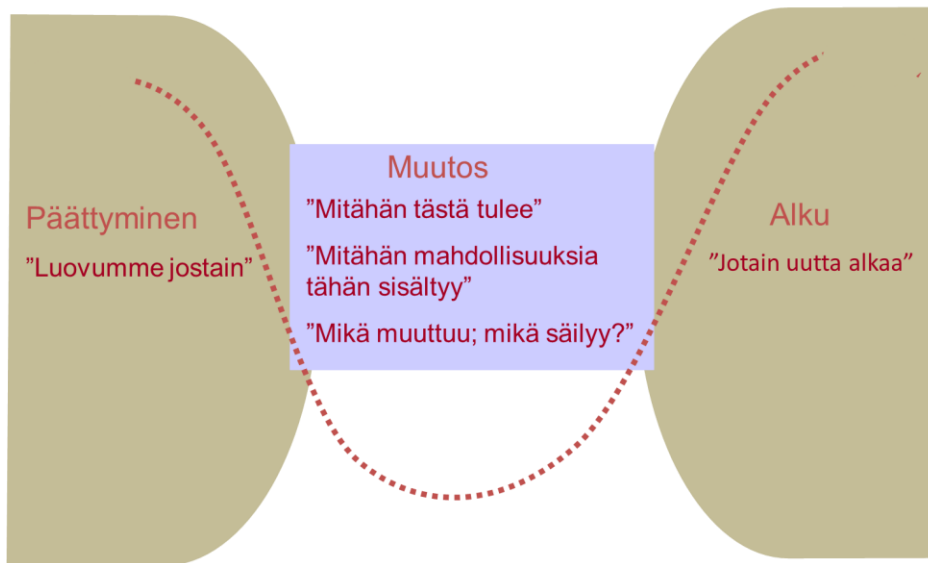 Päättyminen
”Luovumme jostain”
Muutos
”Mitähän tästä tulee”
”Mitähän mahdollisuuksia
tähän sisältyy”
”Mikä muuttuu; mikä säilyy?”
Alku
”Jotain uutta alkaa”